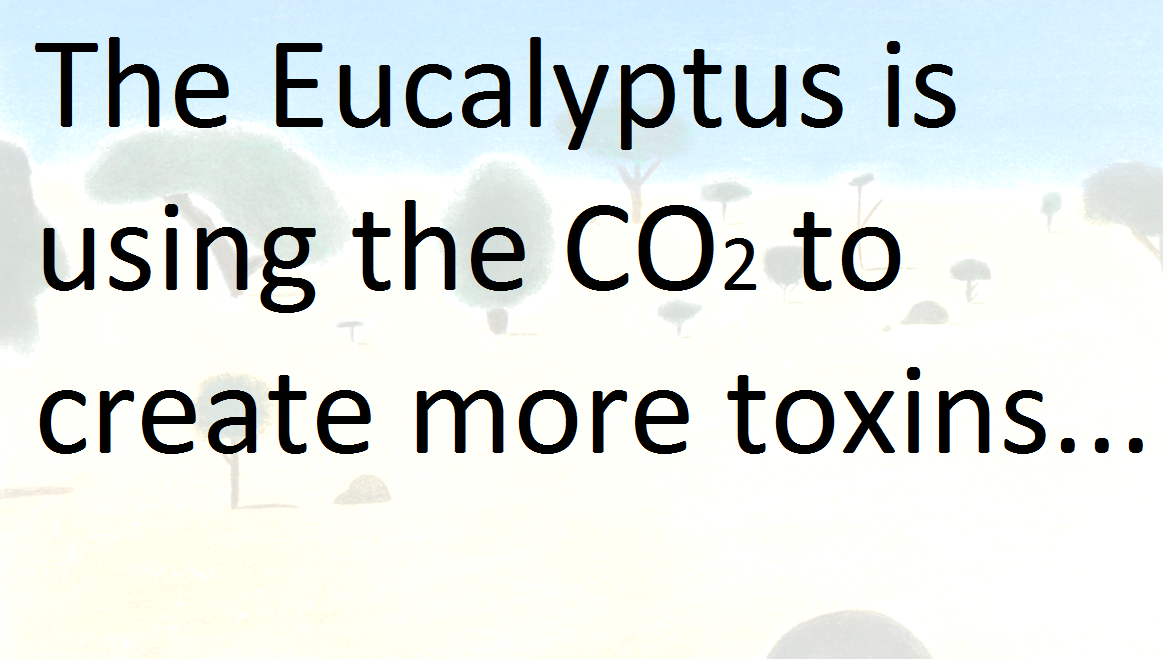 The Eucalyptus is
using the CO₂ to
create more toxins...